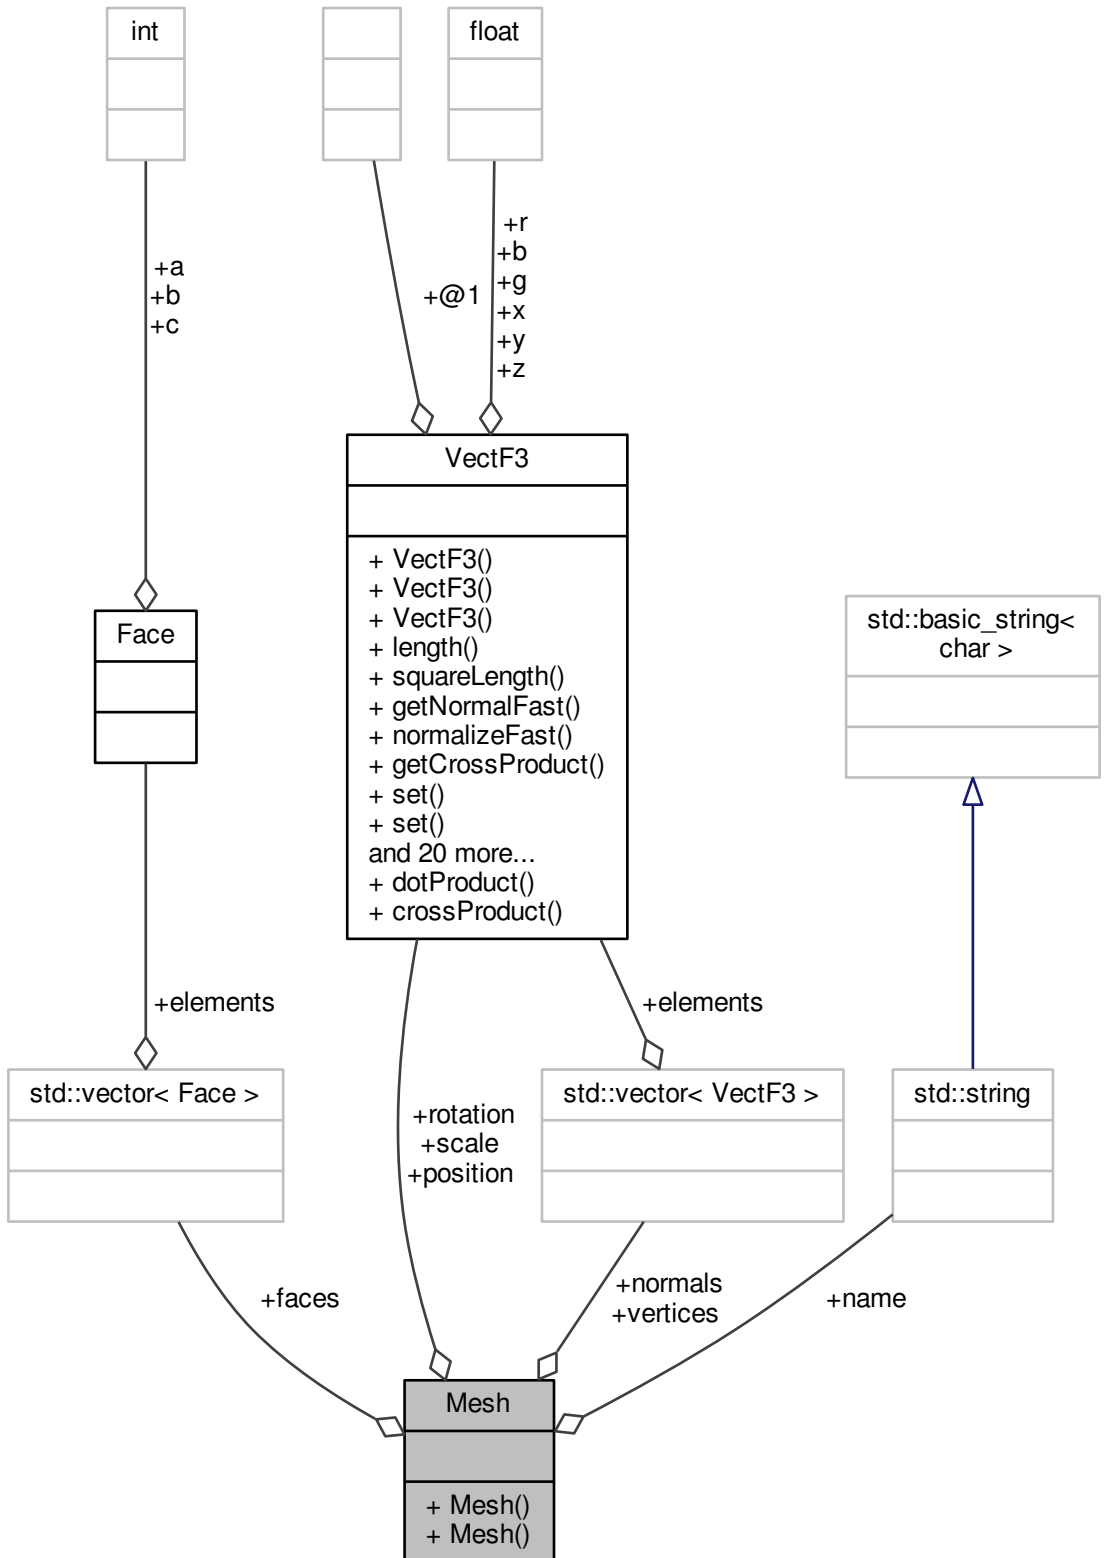 int
float
+r
+b
+g
+x
+y
+z
+a
+b
+c
+@1
VectF3
+ VectF3()
+ VectF3()
+ VectF3()
+ length()
+ squareLength()
+ getNormalFast()
+ normalizeFast()
+ getCrossProduct()
+ set()
+ set()
and 20 more...
+ dotProduct()
+ crossProduct()
Face
std::basic_string<
char >
+elements
+elements
std::vector< Face >
std::vector< VectF3 >
std::string
+rotation
+scale
+position
+faces
+normals
+vertices
+name
Mesh
+ Mesh()
+ Mesh()